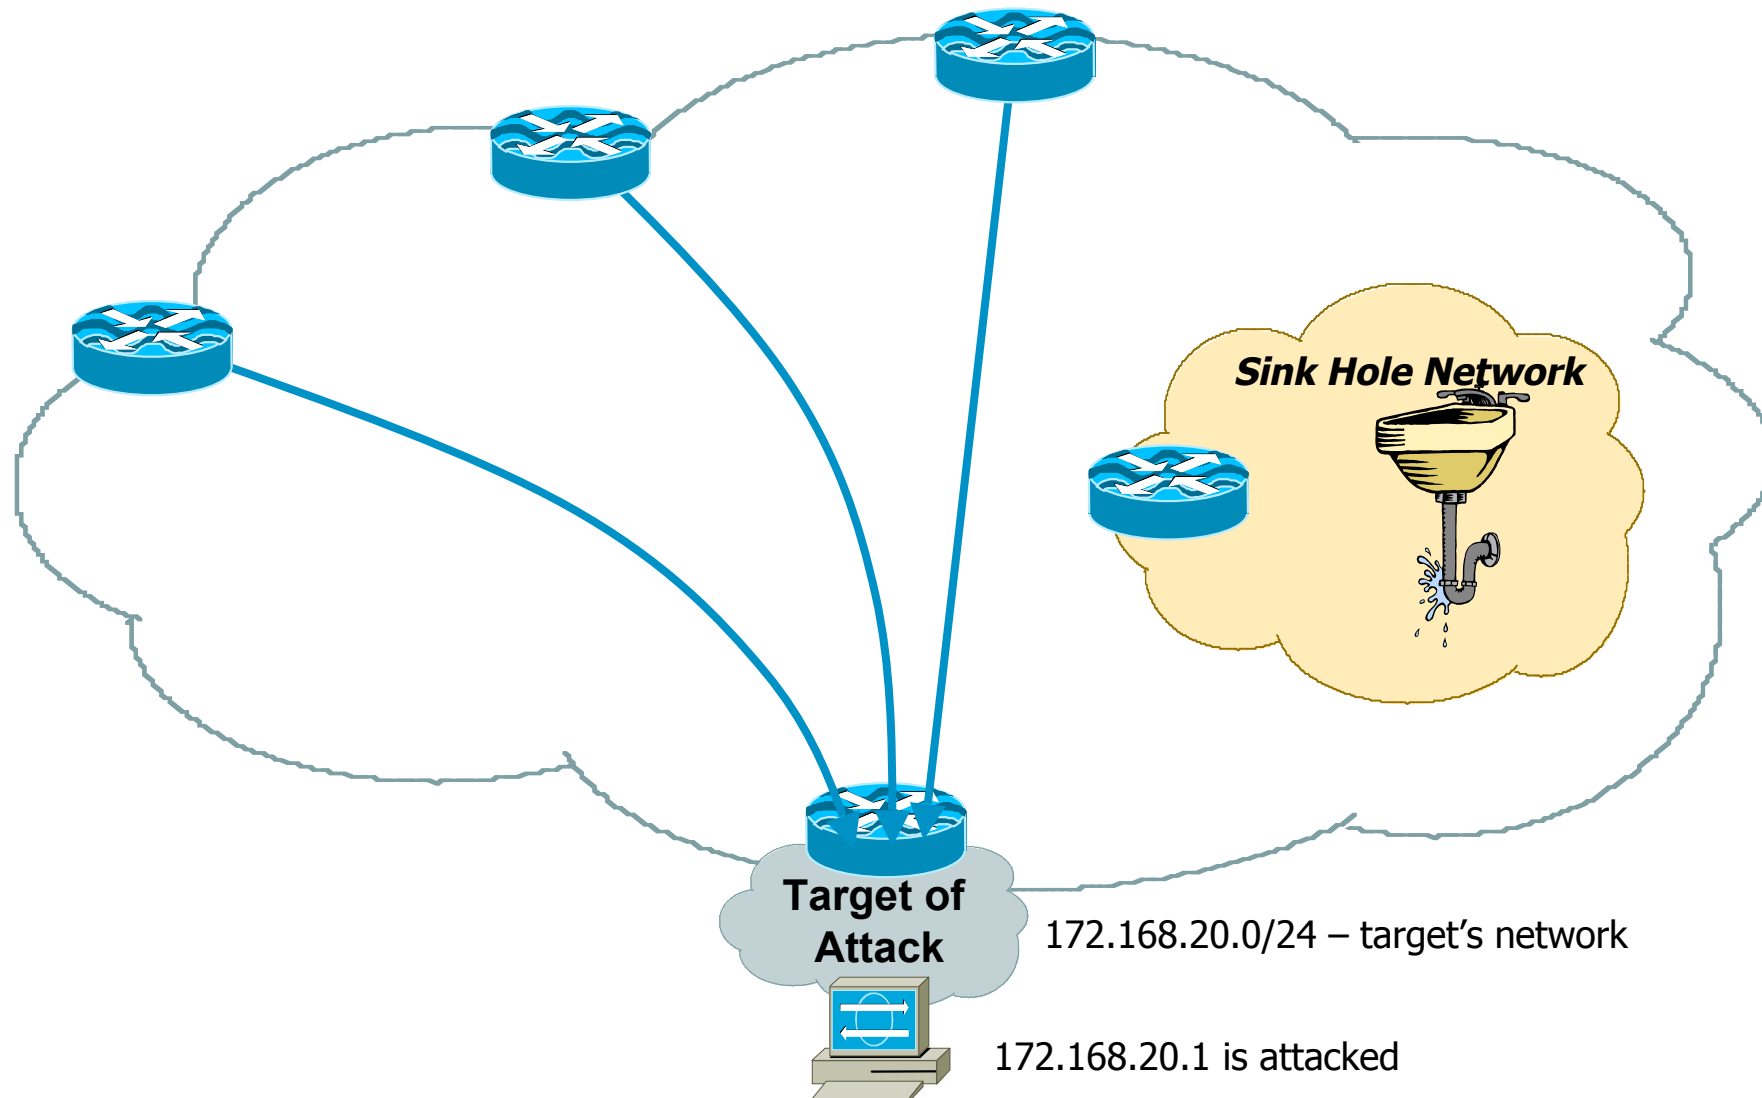 Sink Hole Network
Target of
Attack
172.168.20.0/24 – target’s network
172.168.20.1 is attacked